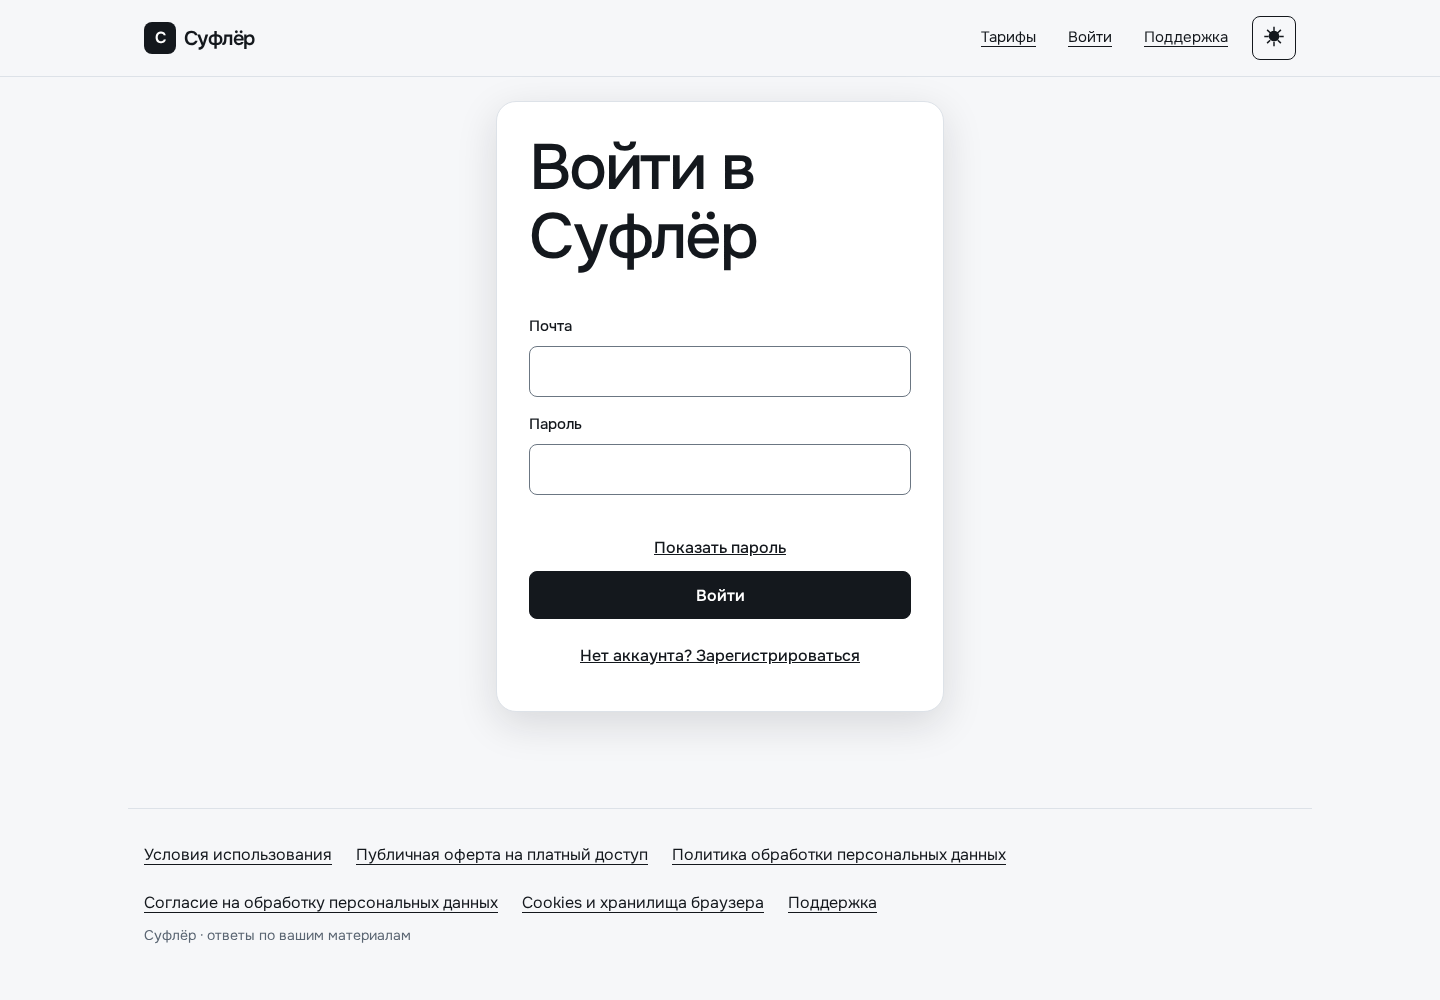 С Суфлёр
Тарифы Войти Поддержка
Войти в
Суфлёр
Почта
Пароль
Показать пароль
Войти
Нет аккаунта? Зарегистрироваться
Условия использования Публичная оферта на платный доступ Политика обработки персональных данных
Согласие на обработку персональных данных Cookies и хранилища браузера Поддержка
Суфлёр · ответы по вашим материалам